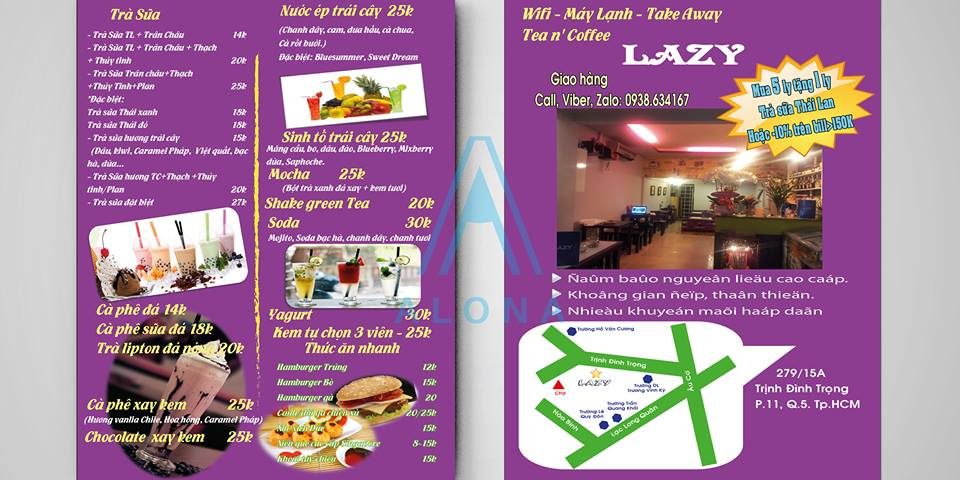 Trà Sữa
- Trà Sữa TL + Trân Châu 14k
- Trà Sữa TL + Trân Châu + Thạch
+ Thủy tinh 20k
- Trà Sữa Trân châu+Thạch
+Thủy Tinh+Plan 25k
*Đặc biệt:
Trà sữa Thái xanh 18k
Trà sữa Thái đỏ 18k
- Trà sữa hương trái cây 15k
(Dâu, kiwi, Caramel Pháp, Việt quất, bạc
hà, dừa...
- Trà Sữa hương TC+Thạch +Thủy
tinh/Plan 20k
- Trà sữa đặt biệt 27k
Cà phê đá 14k
Cà phê sữa đá 18k
Trà lipton đá nóng 20k
Cà phê xay kem 25k
(Hương vanila Chile, Hoa hồng, Caramel Pháp)
Chocolate xay kem 25k
Nước ép trái cây 25k
(Chanh dây, cam, dưa hấu, cà chua,
Cà rốt bưởi.)
Đặc biệt: Bluesummer, Sweet Dream
Sinh tố trái cây 25k
Mãng cầu, bơ, dâu, đào, Blueberry, Mixberry
dừa, Saphoche.
Mocha 25k
(Bột trà xanh đá xay + kem tươi)
Shake green Tea 20k
Soda 30k
Mojito, Soda bạc hà, chanh dây, chanh tươi
Yagurt 30k
Kem tự chọn 3 viên - 25k
Thức ăn nhanh
Hamburger Trứng 12k
Hamburger Bò 15k
Hamburger gà 20
20/25k
15k
8-15k
Khoai tây chiên 15k
ALONA
Wifi - Máy Lạnh - Take Away
Tea n' Coffee
LAZY
Giao hàng
Call, Viber, Zalo: 0938.634167
Mua 5 ly tặng 1 ly
Trà sữa Thái Lan
Hoặc -10% trên bill>150K
LAZY
Ñaûm baûo nguyeân lieäu cao caáp.
Khoâng gian ñeïp, thaân thieän.
Nhieàu khuyeán maõi haáp daãn
Trường Hồ Văn Cường
Trịnh Đình Trọng
Âu Cơ
LAZY
Chợ
Trường DL
Trương Vĩnh Ký
Trường Trần
Quang Khải
Trường Lê
Quý Đôn
Hòa Bình
Lạc Long Quân
279/15A
Trịnh Đình Trọng
P.11, Q.5. Tp.HCM